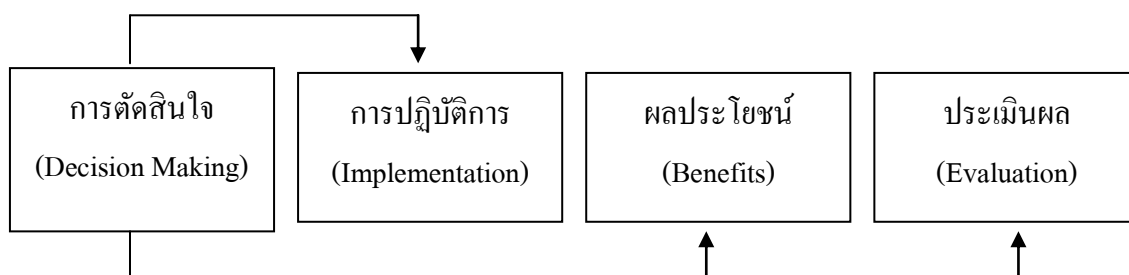 การตัดสินใจ
(Decision Making)
การปฏิบัติการ
(Implementation)
ผลประโยชน์
(Benefits)
ประเมินผล
(Evaluation)